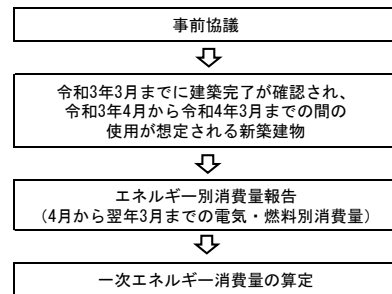 事前協議
令和3年3月までに建築完了が確認され、
令和3年4月から令和4年3月までの間の
使用が想定される新築建物
エネルギー別消費量報告
(4月から翌年3月までの電気・燃料別消費量)
一次エネルギー消費量の算定